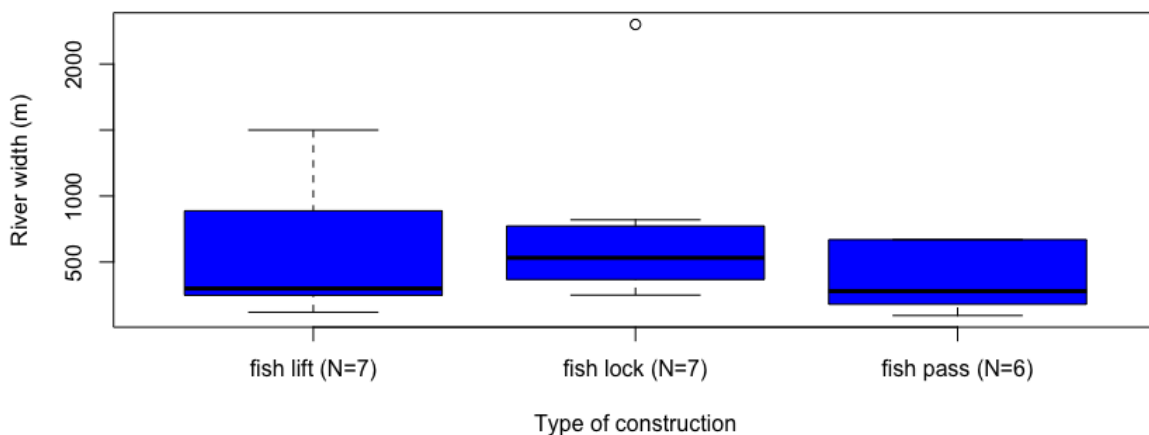 River width (m)
2000
1000
500
fish lift (N=7)
fish lock (N=7)
fish pass (N=6)
Type of construction